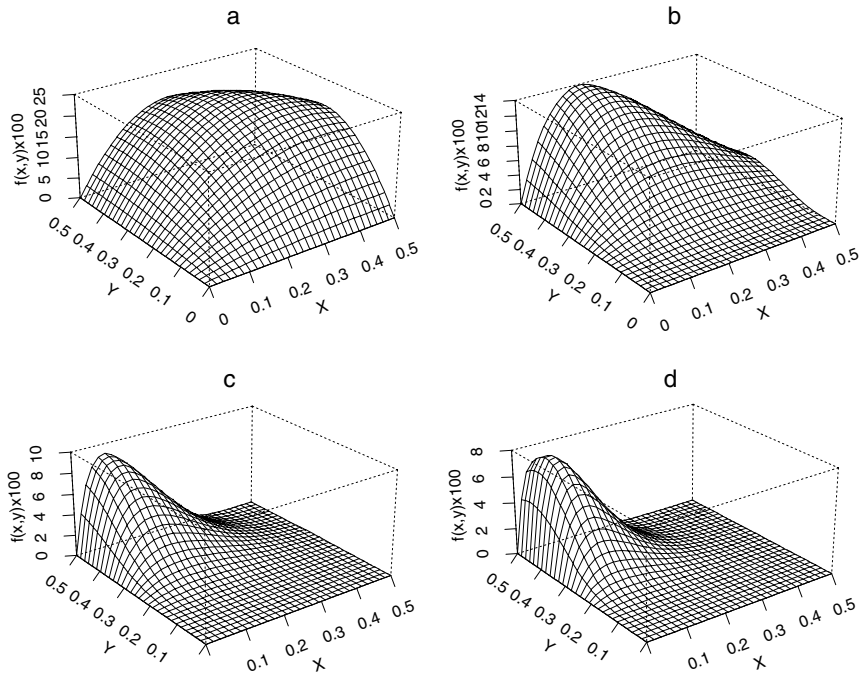 a
f(x,y)x100
0 5 10 15 20 25
0.5 0.4 0.3 0.2 0.1 0
Y
0 0.1 0.2 0.3 0.4 0.5
X
b
f(x,y)x100
0 2 4 6 8 10 12 14
0.5 0.4 0.3 0.2 0.1 0
Y
0 0.1 0.2 0.3 0.4 0.5
X
c
f(x,y)x100
0 2 4 6 8 10
0.5 0.4 0.3 0.2 0.1
Y
0.1 0.2 0.3 0.4 0.5
X
d
f(x,y)x100
0 2 4 6 8
0.5 0.4 0.3 0.2 0.1
Y
0.1 0.2 0.3 0.4 0.5
X